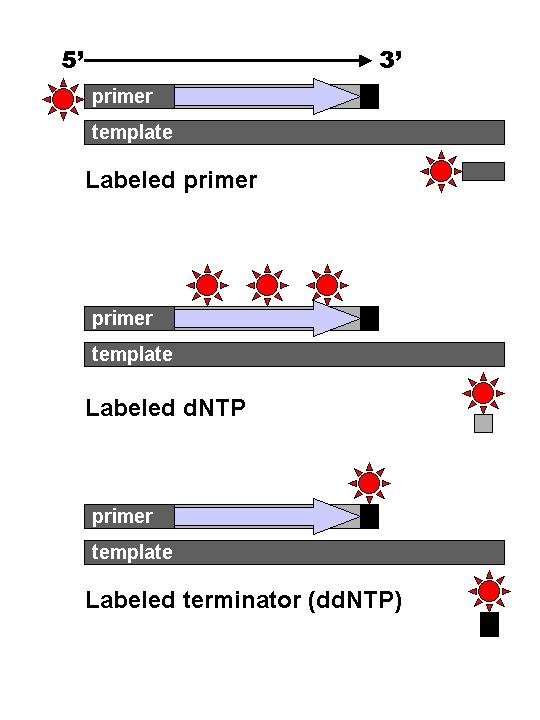 5’ 3’
primer
template
Labeled primer
primer
template
Labeled dNTP
primer
template
Labeled terminator (ddNTP)